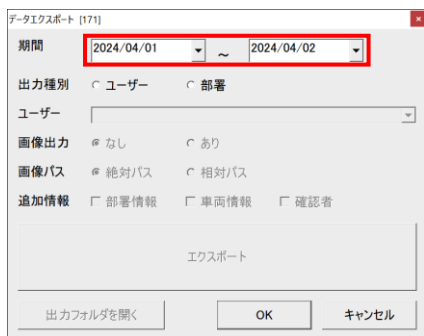 データエクスポート [171]
期間 2024/04/01 ～ 2024/04/02
出力種別 ユーザー 部署
ユーザー
画像出力 なし あり
画像パス 絶対パス 相対パス
追加情報 部署情報 車両情報 確認者
エクスポート
出力フォルダを開く OK キャンセル